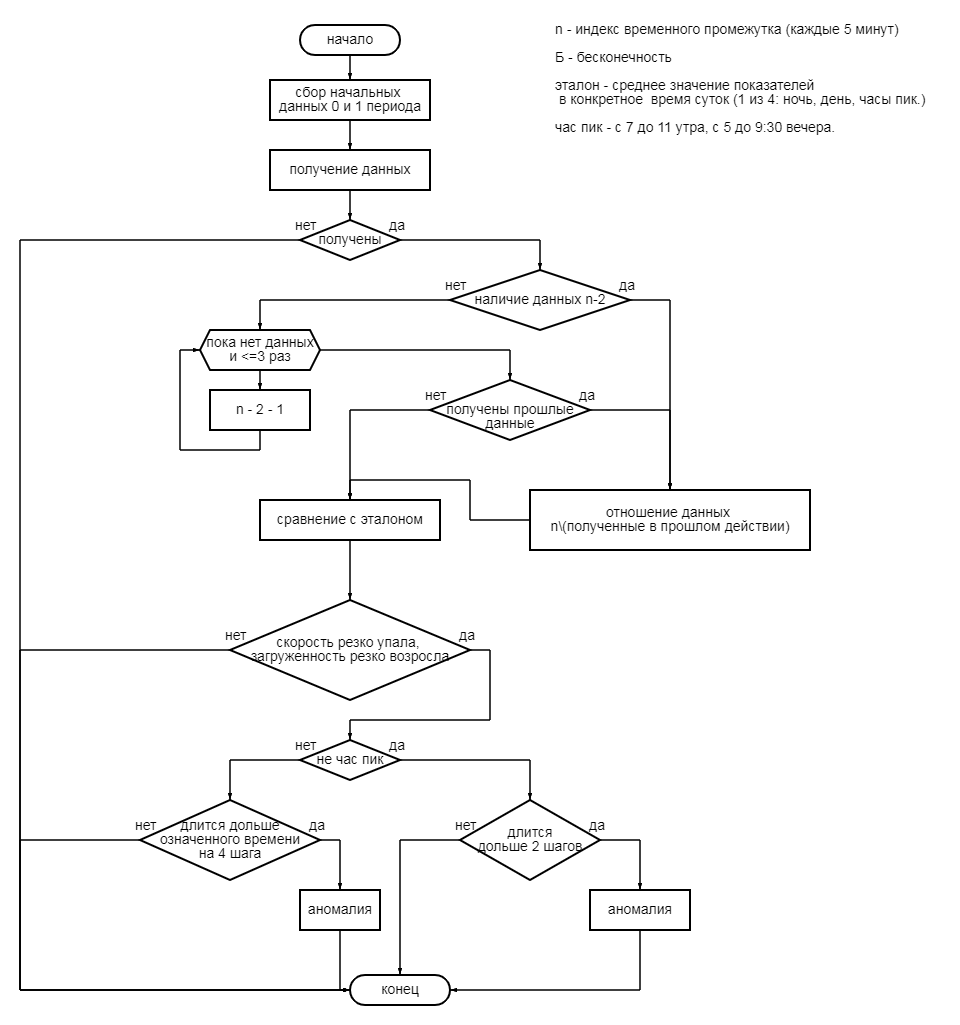 начало
n - индекс временного промежутка (каждые 5 минут)
Б - бесконечность
эталон - среднее значение показателей
в конкретное время суток (1 из 4: ночь, день, часы пик.)
час пик - с 7 до 11 утра, с 5 до 9:30 вечера.
сбор начальных
данных 0 и 1 периода
получение данных
нет
да
получены
нет
да
наличие данных n-2
пока нет данных
и <=3 раз
n - 2 - 1
нет
да
получены прошлые
данные
отношение данных
n\(полученные в прошлом действии)
сравнение с эталоном
нет
да
скорость резко упала,
загруженность резко возросла
нет
да
не час пик
нет
да
длится дольше
означенного времени
на 4 шага
нет
да
длится
дольше 2 шагов
аномалия
аномалия
конец